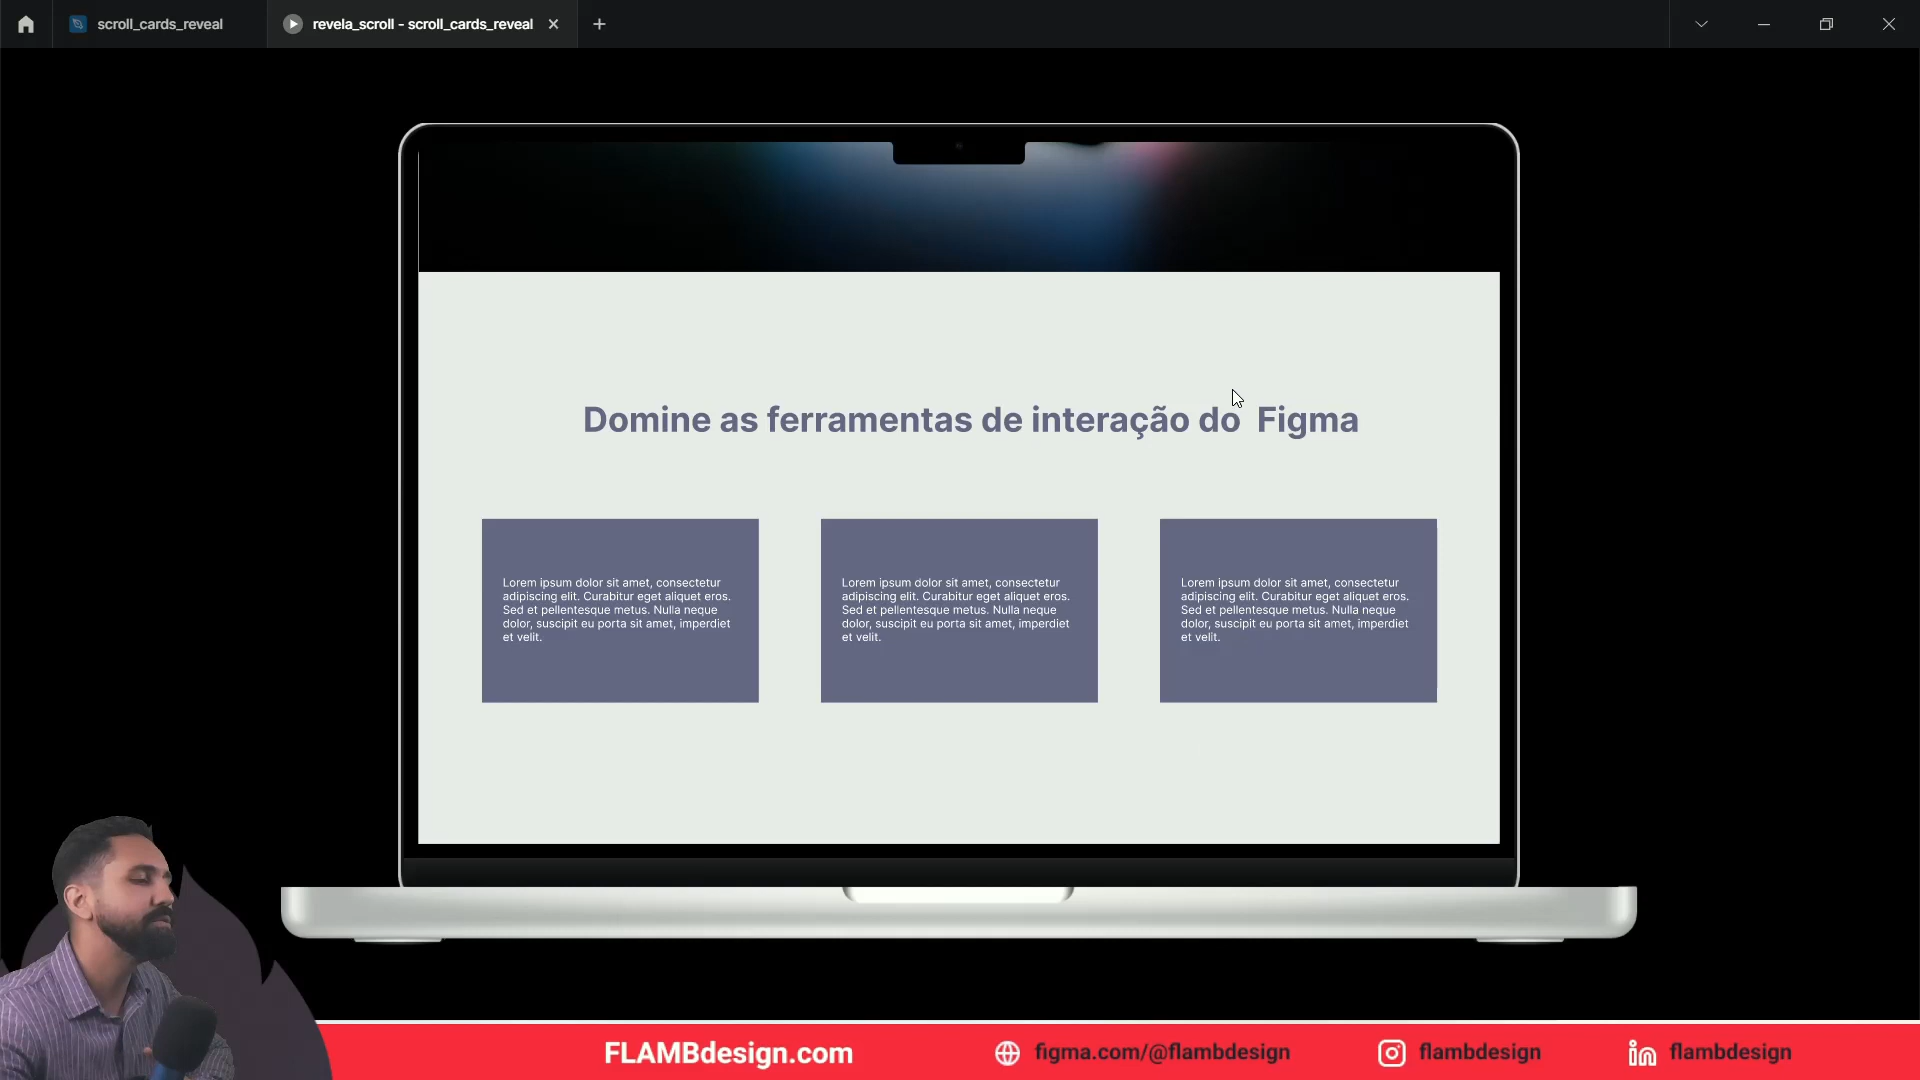 scroll_cards_reveal
revela_scroll - scroll_cards_reveal
Domine as ferramentas de interação do  Figma
Lorem ipsum dolor sit amet, consectetur
adipiscing elit. Curabitur eget aliquet eros.
Sed et pellentesque metus. Nulla neque
dolor, suscipit eu porta sit amet, imperdiet
et velit.
Lorem ipsum dolor sit amet, consectetur
adipiscing elit. Curabitur eget aliquet eros.
Sed et pellentesque metus. Nulla neque
dolor, suscipit eu porta sit amet, imperdiet
et velit.
Lorem ipsum dolor sit amet, consectetur
adipiscing elit. Curabitur eget aliquet eros.
Sed et pellentesque metus. Nulla neque
dolor, suscipit eu porta sit amet, imperdiet
et velit.
FLAMBdesign.com
figma.com/@flambdesign
flambdesign
flambdesign